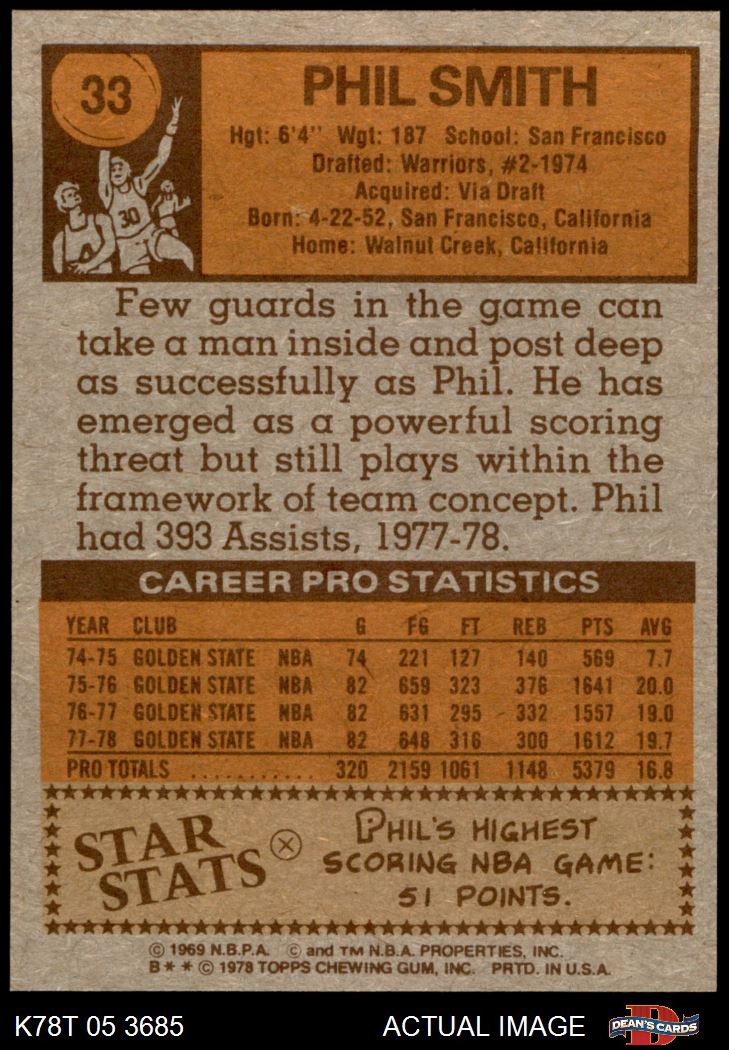 33
PHIL SMITH
Hgt: 6'4" Wgt: 187 School: San Francisco
Drafted: Warriors, #2-1974
Acquired: Via Draft
Born: 4-22-52, San Francisco, California
Home: Walnut Creek, California
30
Few guards in the game can
take a man inside and post deep
as successfully as Phil. He has
emerged as a powerful scoring
threat but still plays within the
framework of team concept. Phil
had 393 Assists, 1977-78.
CAREER PRO STATISTICS
YEAR CLUB G FG FT REB PTS AVG
74-75 GOLDEN STATE NBA 74 221 127 140 569 7.7
75-76 GOLDEN STATE NBA 82 659 323 376 1641 20.0
76-77 GOLDEN STATE NBA 82 631 295 332 1557 19.0
77-78 GOLDEN STATE NBA 82 648 316 300 1612 19.7
PRO TOTALS ........... 320 2159 1061 1148 5379 16.8
STAR
STATS
PHIL'S HIGHEST
SCORING NBA GAME:
51 POINTS.
© 1969 N.B.P.A. © and TM N.B.A. PROPERTIES, INC.
B* * © 1978 TOPPS CHEWING GUM, INC. PRTD. IN U.S.A.
K78T 05 3685 ACTUAL IMAGE DEAN'S CARDS